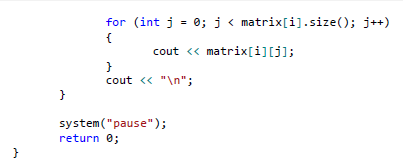 for (int j = 0; j < matrix[i].size(); j++)
{
cout << matrix[i][j];
}
cout << "\n";
}
system("pause");
return 0;
}